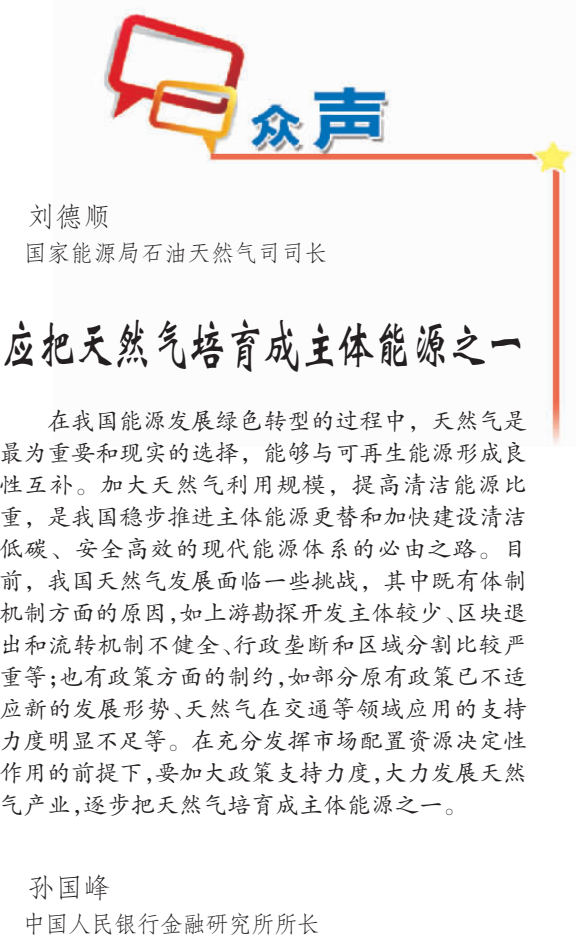 众声
刘德顺
国家能源局石油天然气司司长
应把天然气培育成主体能源之一
在我国能源发展绿色转型的过程中，天然气是
最为重要和现实的选择，能够与可再生能源形成良
性互补。加大天然气利用规模，提高清洁能源比
重，是我国稳步推进主体能源更替和加快建设清洁
低碳、安全高效的现代能源体系的必由之路。目
前，我国天然气发展面临一些挑战，其中既有体制
机制方面的原因,如上游勘探开发主体较少、区块退
出和流转机制不健全、行政垄断和区域分割比较严
重等;也有政策方面的制约,如部分原有政策已不适
应新的发展形势、天然气在交通等领域应用的支持
力度明显不足等。在充分发挥市场配置资源决定性
作用的前提下,要加大政策支持力度,大力发展天然
气产业,逐步把天然气培育成主体能源之一。
孙国峰
中国人民银行金融研究所所长